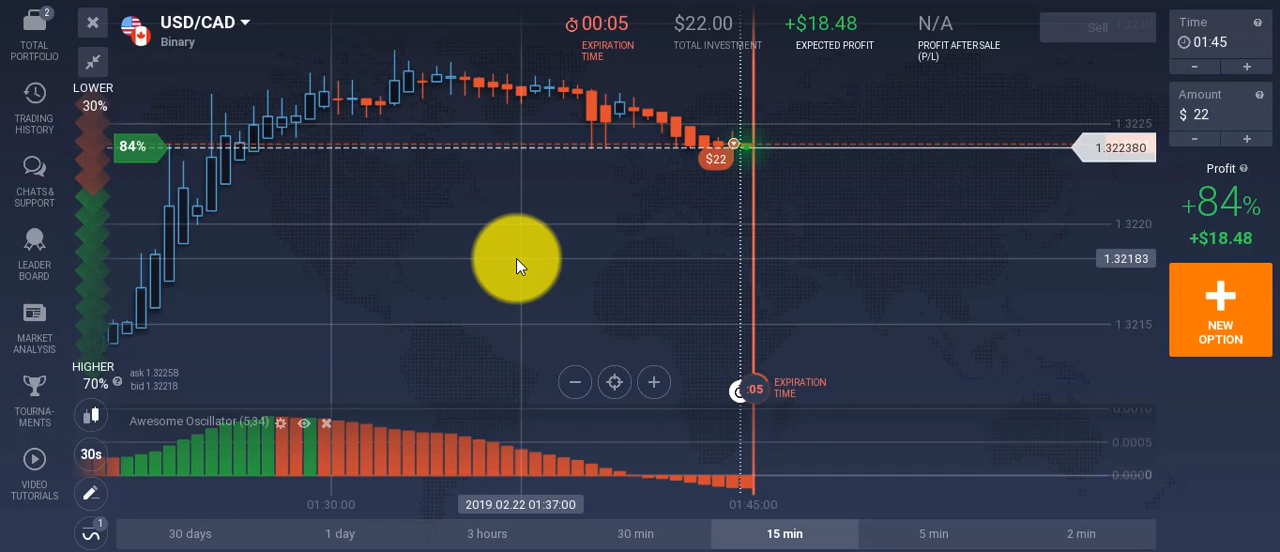 2
TOTAL
PORTFOLIO
TRADING
HISTORY
CHATS &
SUPPORT
LEADER
BOARD
MARKET
ANALYSIS
TOURNA-
MENTS
VIDEO
TUTORIALS
USD/CAD
Binary
00:05
EXPIRATION
TIME
$22.00
TOTAL INVESTMENT
+$18.48
EXPECTED PROFIT
N/A
PROFIT AFTER SALE
(P/L)
Sell
LOWER
30%
84%
$22
HIGHER
70%
ask 1.32258
bid 1.32218
1.3230
1.3225
1.322380
1.3220
1.32183
1.3215
:05
EXPIRATION
TIME
Awesome Oscillator (5,34)
0.0010
0.0005
0.0000
30s
1
01:30:00
2019.02.22 01:37:00
01:45:00
30 days
1 day
3 hours
30 min
15 min
5 min
2 min
Time
01:45
- +
Amount
$ 22
- +
Profit
+84%
+$18.48
NEW
OPTION